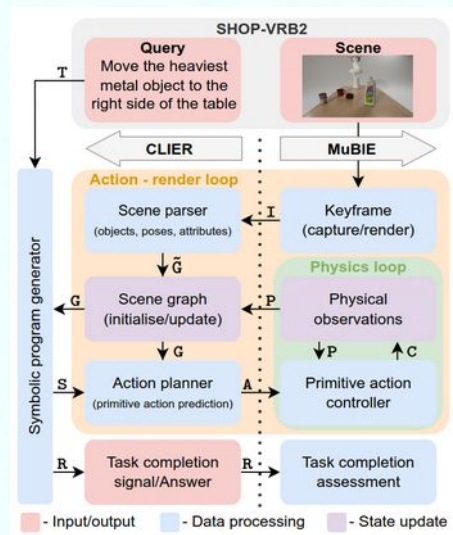 SHOP-VRB2
Query
Move the heaviest
metal object to the
right side of the table
Scene
T
CLIER
MuBlE
Action - render loop
Scene parser
(objects, poses, attributes)
I
Keyframe
(capture/render)
G̃
Physics loop
Symbolic program generator
G
Scene graph
(initialise/update)
P
Physical
observations
G
P
C
S
Action planner
(primitive action prediction)
A
Primitive action
controller
R
Task completion
signal/Answer
R
Task completion
assessment
- Input/output
- Data processing
- State update